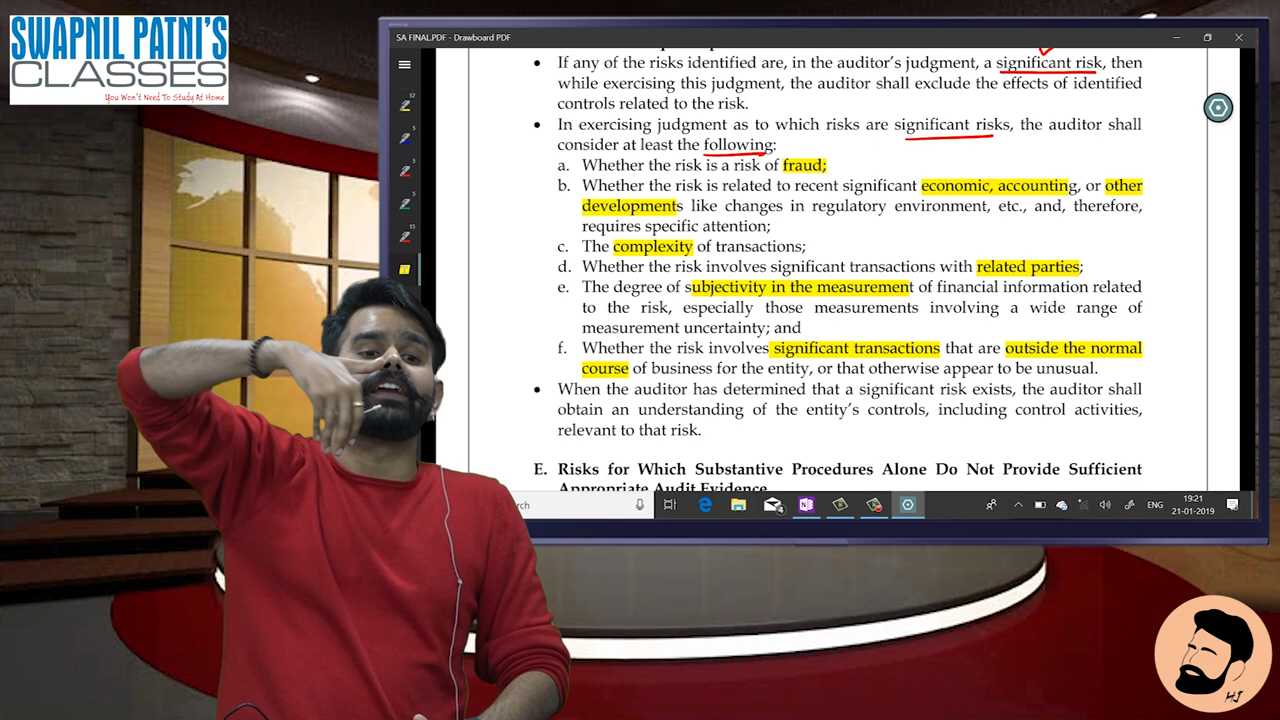 SWAPNIL PATNI'S
CLASSES
You Won't Need To Study At Home
SA FINAL.PDF - Drawboard PDF
• If any of the risks identified are, in the auditor's judgment, a significant risk, then
while exercising this judgment, the auditor shall exclude the effects of identified
controls related to the risk.
• In exercising judgment as to which risks are significant risks, the auditor shall
consider at least the following:
a. Whether the risk is a risk of fraud;
b. Whether the risk is related to recent significant economic, accounting, or other
developments like changes in regulatory environment, etc., and, therefore,
requires specific attention;
c. The complexity of transactions;
d. Whether the risk involves significant transactions with related parties;
e. The degree of subjectivity in the measurement of financial information related
to the risk, especially those measurements involving a wide range of
measurement uncertainty; and
f. Whether the risk involves significant transactions that are outside the normal
course of business for the entity, or that otherwise appear to be unusual.
• When the auditor has determined that a significant risk exists, the auditor shall
obtain an understanding of the entity's controls, including control activities,
relevant to that risk.
E. Risks for Which Substantive Procedures Alone Do Not Provide Sufficient
Appropriate Audit Evidence
rch
ENG
19:21
21-01-2019
HJ